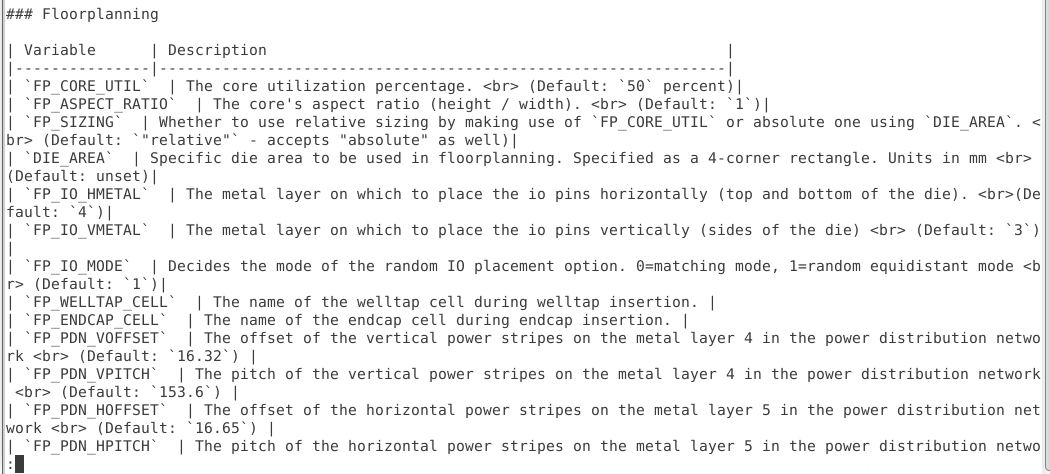 ### Floorplanning
| Variable      | Description                                                   |
|---------------|---------------------------------------------------------------|
| `FP_CORE_UTIL`  | The core utilization percentage. <br> (Default: `50` percent)|
| `FP_ASPECT_RATIO`  | The core's aspect ratio (height / width). <br> (Default: `1`)|
| `FP_SIZING`  | Whether to use relative sizing by making use of `FP_CORE_UTIL` or absolute one using `DIE_AREA`. <
br> (Default: `"relative"` - accepts "absolute" as well)|
| `DIE_AREA`  | Specific die area to be used in floorplanning. Specified as a 4-corner rectangle. Units in mm <br>
(Default: unset)|
| `FP_IO_HMETAL`  | The metal layer on which to place the io pins horizontally (top and bottom of the die). <br>(De
fault: `4`)|
| `FP_IO_VMETAL`  | The metal layer on which to place the io pins vertically (sides of the die) <br> (Default: `3`)
|
| `FP_IO_MODE`  | Decides the mode of the random IO placement option. 0=matching mode, 1=random equidistant mode <b
r> (Default: `1`)|
| `FP_WELLTAP_CELL`  | The name of the welltap cell during welltap insertion. |
| `FP_ENDCAP_CELL`  | The name of the endcap cell during endcap insertion. |
| `FP_PDN_VOFFSET`  | The offset of the vertical power stripes on the metal layer 4 in the power distribution netwo
rk <br> (Default: `16.32`) |
| `FP_PDN_VPITCH`  | The pitch of the vertical power stripes on the metal layer 4 in the power distribution network
 <br> (Default: `153.6`) |
| `FP_PDN_HOFFSET`  | The offset of the horizontal power stripes on the metal layer 5 in the power distribution net
work <br> (Default: `16.65`) |
| `FP_PDN_HPITCH`  | The pitch of the horizontal power stripes on the metal layer 5 in the power distribution netwo
: